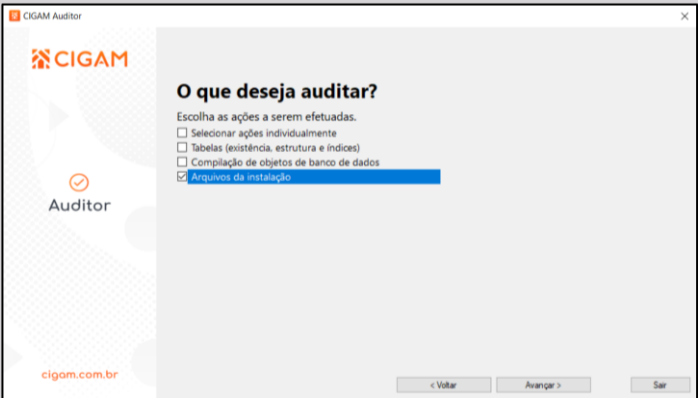 CIGAM Auditor
CIGAM
Auditor
cigam.com.br
O que deseja auditar?
Escolha as ações a serem efetuadas.
Selecionar ações individualmente
Tabelas (existência, estrutura e índices)
Compilação de objetos de banco de dados
Arquivos da instalação
< Voltar
Avançar >
Sair